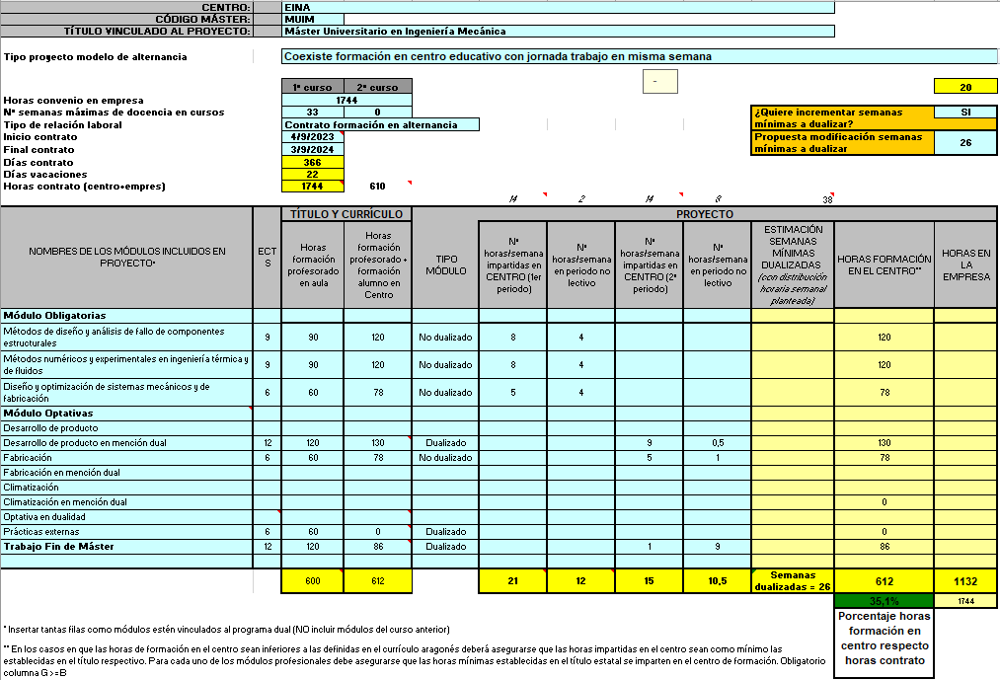 CENTRO: EINA
CÓDIGO MÁSTER: MUIM
TÍTULO VINCULADO AL PROYECTO: Máster Universitario en Ingeniería Mecánica
Tipo proyecto modelo de alternancia Coexiste formación en centro educativo con jornada trabajo en misma semana
-
1º curso 2º curso 20
Horas convenio en empresa 1744
Nº semanas máximas de docencia en cursos 33 0 ¿Quiere incrementar semanas SI
Tipo de relación laboral Contrato formación en alternancia mínimas a dualizar?
Inicio contrato 4/9/2023 Propuesta modificación semanas
Final contrato 3/9/2024 mínimas a dualizar 26
Días contrato 366
Días vacaciones 22
Horas contrato (centro+empres) 1744 610
14 2 14 8 38
TÍTULO Y CURRÍCULO PROYECTO
NOMBRES DE LOS MÓDULOS INCLUIDOS EN
PROYECTO*
ECT
S
Horas
formación
profesorado
en aula
Horas
formación
profesorado +
formación
alumno en
Centro
TIPO
MÓDULO
Nº
horas/semana
impartidas en
CENTRO (1er
periodo)
Nº
horas/semana
en periodo no
lectivo
Nº
horas/semana
impartidas en
CENTRO (2º
periodo)
Nº
horas/semana
en periodo no
lectivo
ESTIMACIÓN
SEMANAS
MÍNIMAS
DUALIZADAS
(con distribución
horaria semanal
planteada)
HORAS FORMACIÓN
EN EL CENTRO**
HORAS EN
LA
EMPRESA
Módulo Obligatorias
Métodos de diseño y análisis de fallo de componentes
estructurales 9 90 120 No dualizado 8 4 120
Métodos numéricos y experimentales en ingeniería térmica y
de fluidos 9 90 120 No dualizado 8 4 120
Diseño y optimización de sistemas mecánicos y de
fabricación 6 60 78 No dualizado 5 4 78
Módulo Optativas
Desarrollo de producto
Desarrollo de producto en mención dual 12 120 130 Dualizado 9 0,5 130
Fabricación 6 60 78 No dualizado 5 1 78
Fabricación en mención dual
Climatización
Climatización en mención dual 0
Optativa en dualidad
Prácticas externas 6 60 0 Dualizado 0
Trabajo Fin de Máster 12 120 86 Dualizado 1 9 86
600 612 21 12 15 10,5 Semanas
dualizadas = 26 612 1132
35,1% 1744
Porcentaje horas
formación en
centro respecto
horas contrato
* Insertar tantas filas como módulos estén vinculados al programa dual (NO incluir módulos del curso anterior)
** En los casos en que las horas de formación en el centro sean inferiores a las definidas en el currículo aragonés deberá asegurarse que las horas impartidas en el centro sean como mínimo las
establecidas en el título respectivo. Para cada uno de los módulos profesionales debe asegurarse que las horas mínimas establecidas en el título estatal se imparten en el centro de formación. Obligatorio
columna G >=B